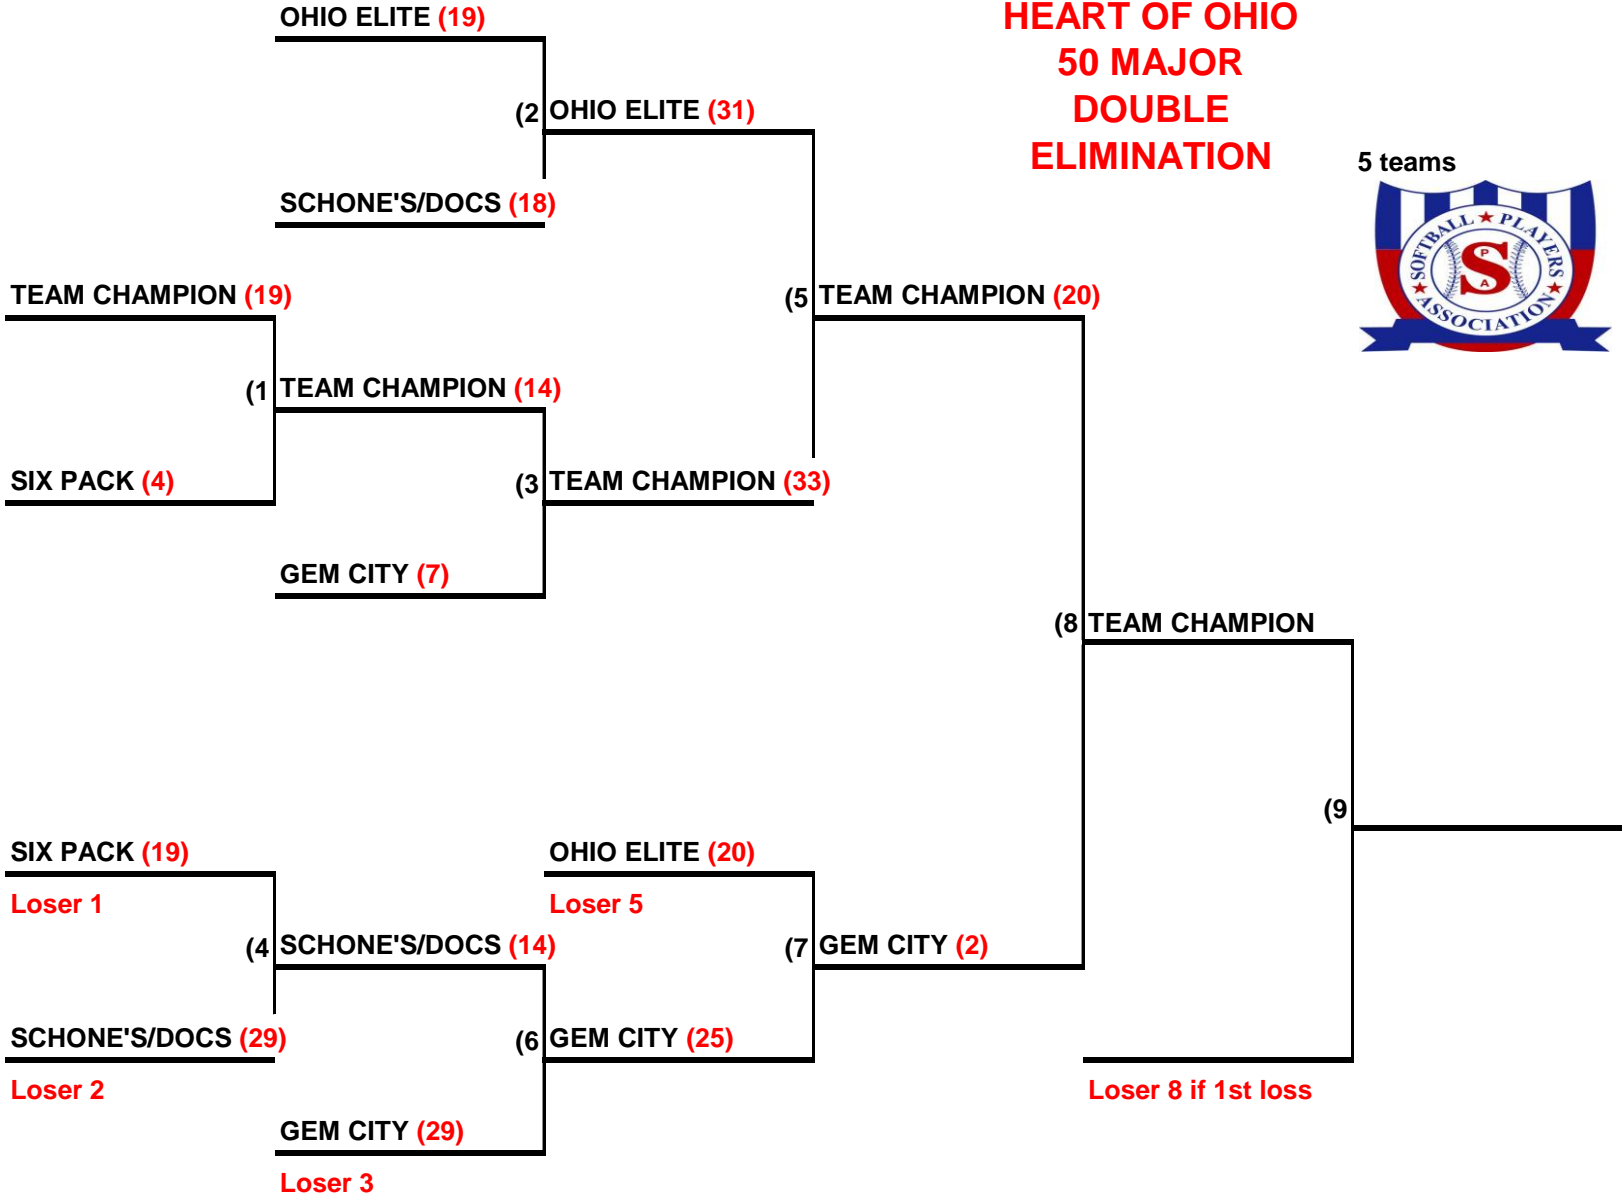 OHIO ELITE (19)
HEART OF OHIO
50 MAJOR
DOUBLE
ELIMINATION
(2 OHIO ELITE (31)
5 teams
SCHONE'S/DOCS (18)
SOFTBALL ★ PLAYERS ★ ASSOCIATION ★
P
S
A
TEAM CHAMPION (19)
(5 TEAM CHAMPION (20)
(1 TEAM CHAMPION (14)
SIX PACK (4)
(3 TEAM CHAMPION (33)
GEM CITY (7)
(8 TEAM CHAMPION
(9
SIX PACK (19)
OHIO ELITE (20)
Loser 1
Loser 5
(4 SCHONE'S/DOCS (14)
(7 GEM CITY (2)
SCHONE'S/DOCS (29)
(6 GEM CITY (25)
Loser 2
Loser 8 if 1st loss
GEM CITY (29)
Loser 3